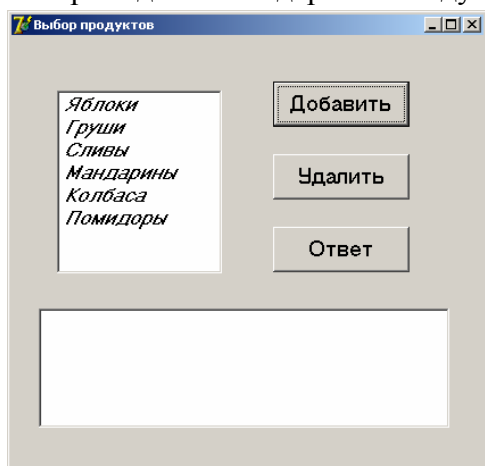 Выбор продуктов
Яблоки
Груши
Сливы
Мандарины
Колбаса
Помидоры
Добавить
Удалить
Ответ